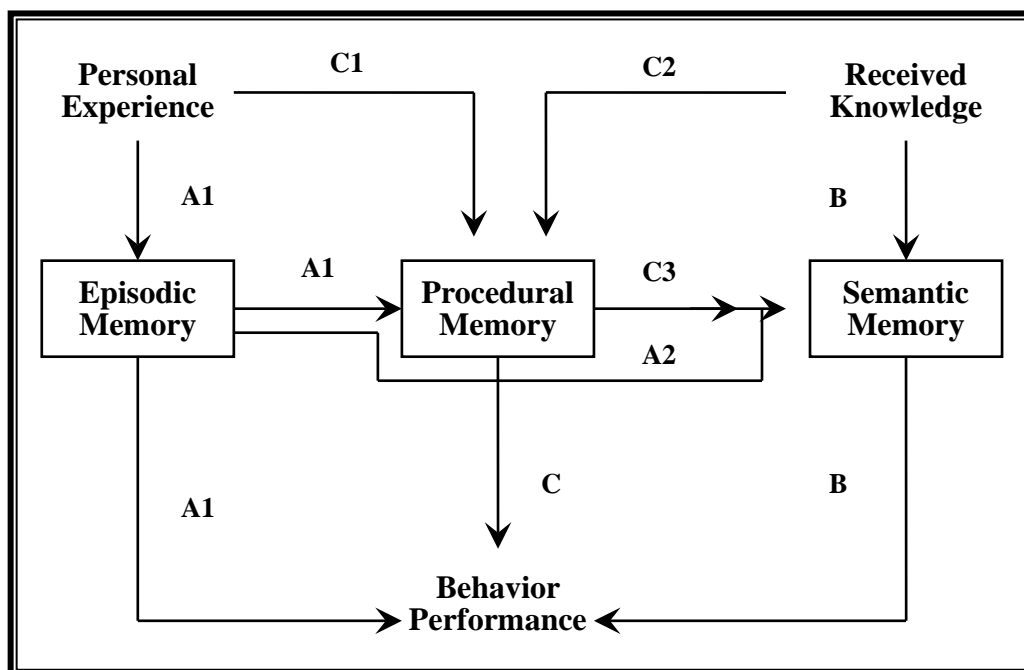 C1
C2
Personal
Experience
Received
Knowledge
A1
B
A1
C3
Episodic
Memory
Procedural
Memory
Semantic
Memory
A2
A1
C
B
Behavior
Performance